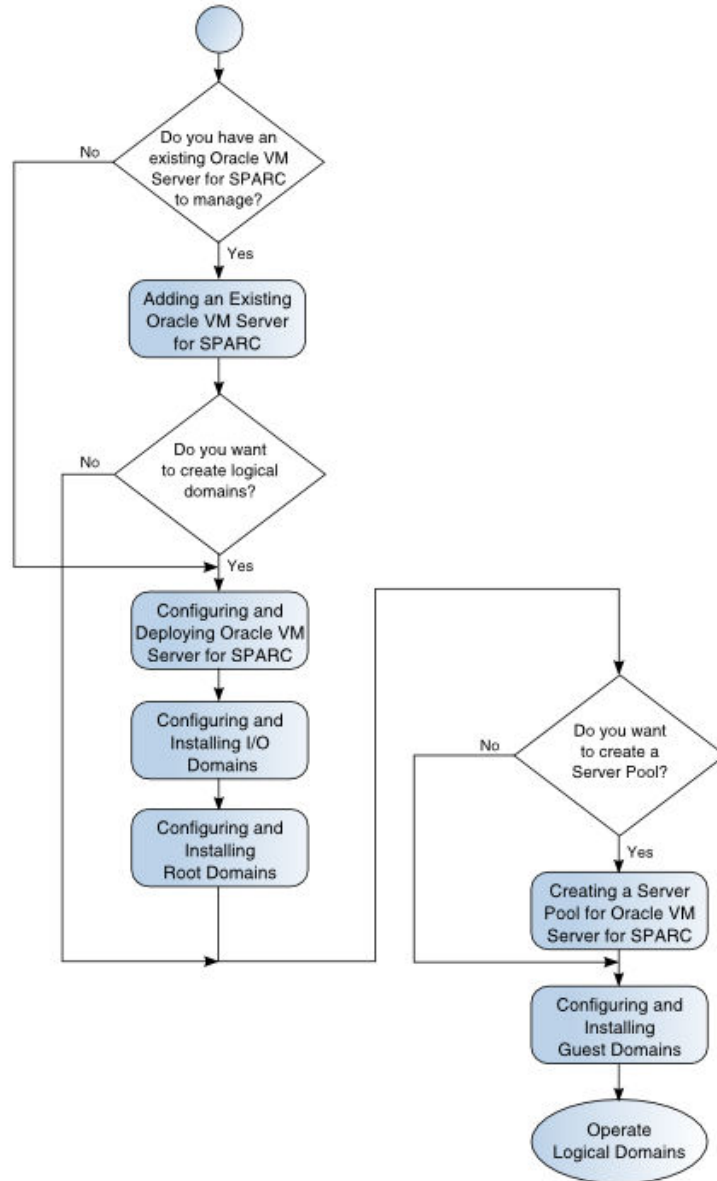 Do you have an
existing Oracle VM
Server for SPARC
to manage?
No
Yes
Adding an Existing
Oracle VM Server
for SPARC
Do you want
to create logical
domains?
No
Yes
Configuring and
Deploying Oracle VM
Server for SPARC
Configuring and
Installing I/O
Domains
Configuring and
Installing
Root Domains
Do you want
to create a
Server Pool?
No
Yes
Creating a Server
Pool for Oracle VM
Server for SPARC
Configuring and
Installing
Guest Domains
Operate
Logical Domains